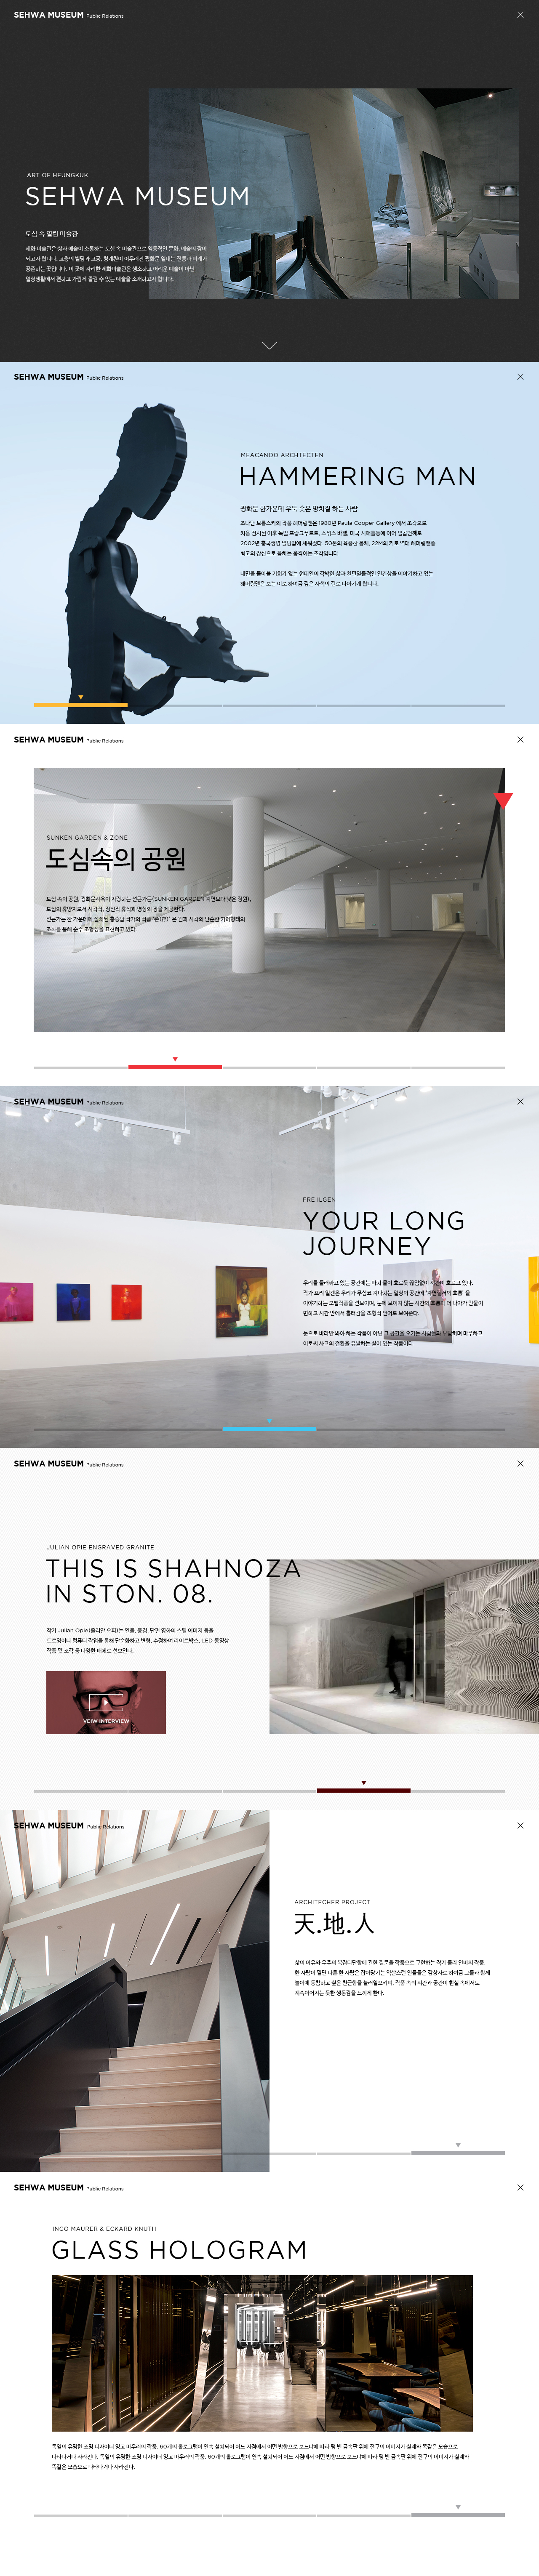 SEHWA MUSEUM Public Relations
ART OF HEUNGKUK
SEHWA MUSEUM
도심 속 열린 미술관
세화 미술관은 삶과 예술이 소통하는 도심 속 미술관으로 역동적인 문화, 예술의 장이
되고자 합니다. 고층의 빌딩과 고궁, 청계천이 어우러진 광화문 일대는 전통과 미래가
공존하는 곳입니다. 이 곳에 자리한 세화미술관은 생소하고 어려운 예술이 아닌
일상생활에서 편하고 가깝게 즐길 수 있는 예술을 소개하고자 합니다.
SEHWA MUSEUM Public Relations
MEACANOO ARCHTECTEN
HAMMERING MAN
광화문 한가운데 우뚝 솟은 망치질 하는 사람
조나단 보롭스키의 작품 해머링맨은 1980년 Paula Cooper Gallery 에서 조각으로
처음 전시된 이후 독일 프랑크푸르트, 스위스 바젤, 미국 시애틀등에 이어 일곱번째로
2002년 흥국생명 빌딩앞에 세워졌다. 50톤의 육중한 몸체, 22M의 키로 역대 해머링맨중
최고의 장신으로 꼽히는 움직이는 조각입니다.
내면을 돌아볼 기회가 없는 현대인의 각박한 삶과 천편일률적인 인간상을 이야기하고 있는
해머링맨은 보는 이로 하여금 깊은 사색의 길로 나아가게 합니다.
SEHWA MUSEUM Public Relations
SUNKEN GARDEN & ZONE
도심속의 공원
도심 속의 공원, 광화문사옥이 자랑하는 선큰가든(SUNKEN GARDEN 지면보다 낮은 정원),
도심의 휴양지로서 시각적, 정신적 휴식과 명상의 장을 제공한다.
선큰가든 한 가운데에 설치된 홍승남 작가의 작품 '존(存)' 은 원과 사각의 단순한 기하형태의
조화를 통해 순수 조형성을 표현하고 있다.
SEHWA MUSEUM Public Relations
FRE ILGEN
YOUR LONG
JOURNEY
우리를 둘러싸고 있는 공간에는 마치 물이 흐르듯 끊임없이 시간이 흐르고 있다.
작가 프리 일겐은 우리가 무심코 지나치는 일상의 공간에 '자연질서의 흐름' 을
이야기하는 모빌작품을 선보이며, 눈에 보이지 않는 시간의 흐름과 더 나아가 만물이
변하고 시간 안에서 흘러감을 조형적 언어로 보여준다.
눈으로 바라만 봐야 하는 작품이 아닌 그 공간을 오가는 사람들과 부딪히며 마주하고
이로써 사고의 전환을 유발하는 살아 있는 작품이다.
SEHWA MUSEUM Public Relations
JULIAN OPIE ENGRAVED GRANITE
THIS IS SHAHNOZA
IN STON. 08.
작가 Julian Opie(줄리안 오피)는 인물, 풍경, 단편 영화의 스틸 이미지 등을
드로잉이나 컴퓨터 작업을 통해 단순화하고 변형, 수정하여 라이트박스, LED 동영상
작품 및 조각 등 다양한 매체로 선보인다.
VEIW INTERVIEW
SEHWA MUSEUM Public Relations
ARCHITECHER PROJECT
天.地.人
삶의 이유와 우주의 복잡다단함에 관한 질문을 작품으로 구현하는 작가
한 사람이 밀면 다른 한 사람은 잡아당기는 익살스런 인물들은 감상자로 하여금 그들과 함께
놀이에 동참하고 싶은 친근함을 불러일으키며, 작품 속의 시간과 공간이 현실 속에서도
계속이어지는 듯한 생동감을 느끼게 한다.
SEHWA MUSEUM Public Relations
INGO MAURER & ECKARD KNUTH
GLASS HOLOGRAM
독일의 유명한 조명 디자이너 잉고 마우러의 작품. 60개의 홀로그램이 연속 설치되어 어느 지점에서 어떤 방향으로 보느냐에 따라 텅 빈 금속판 위에 전구의 이미지가 실제와 똑같은 모습으로
나타나거나 사라진다. 독일의 유명한 조명 디자이너 잉고 마우러의 작품. 60개의 홀로그램이 연속 설치되어 어느 지점에서 어떤 방향으로 보느냐에 따라 텅 빈 금속판 위에 전구의 이미지가 실제와
똑같은 모습으로 나타나거나 사라진다.